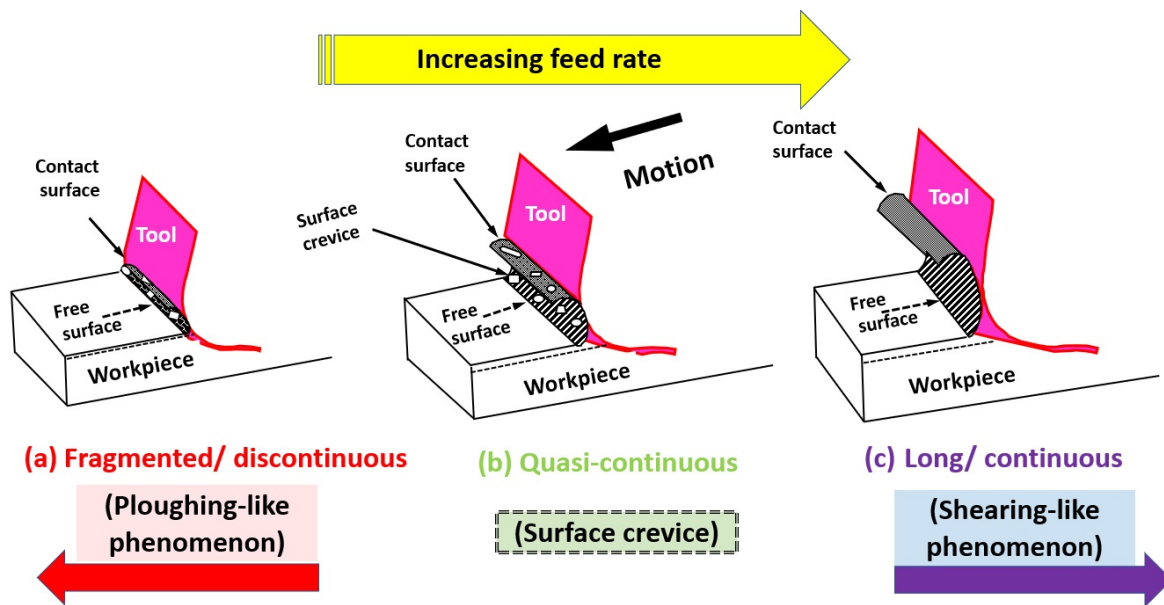 Increasing feed rate
Motion
Contact
surface
Tool
Free
surface
Workpiece
Contact
surface
Surface
crevice
Tool
Free
surface
Workpiece
Contact
surface
Tool
Free
surface
Workpiece
(a) Fragmented/ discontinuous
(b) Quasi-continuous
(c) Long/ continuous
(Ploughing-like
phenomenon)
(Surface crevice)
(Shearing-like
phenomenon)